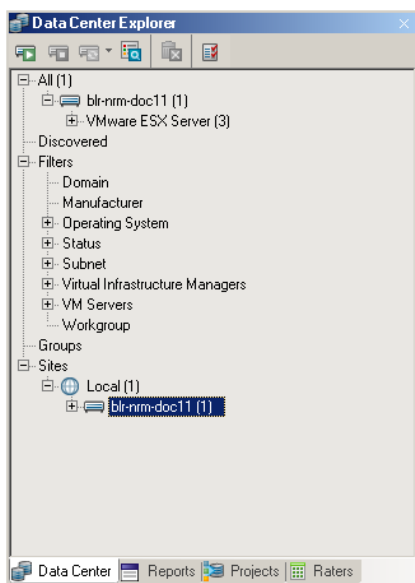 Data Center Explorer
All (1)
blr-nrm-doc11 (1)
VMware ESX Server (3)
Discovered
Filters
Domain
Manufacturer
Operating System
Status
Subnet
Virtual Infrastructure Managers
VM Servers
Workgroup
Groups
Sites
Local (1)
blr-nrm-doc11 (1)
Data Center Reports Projects Raters